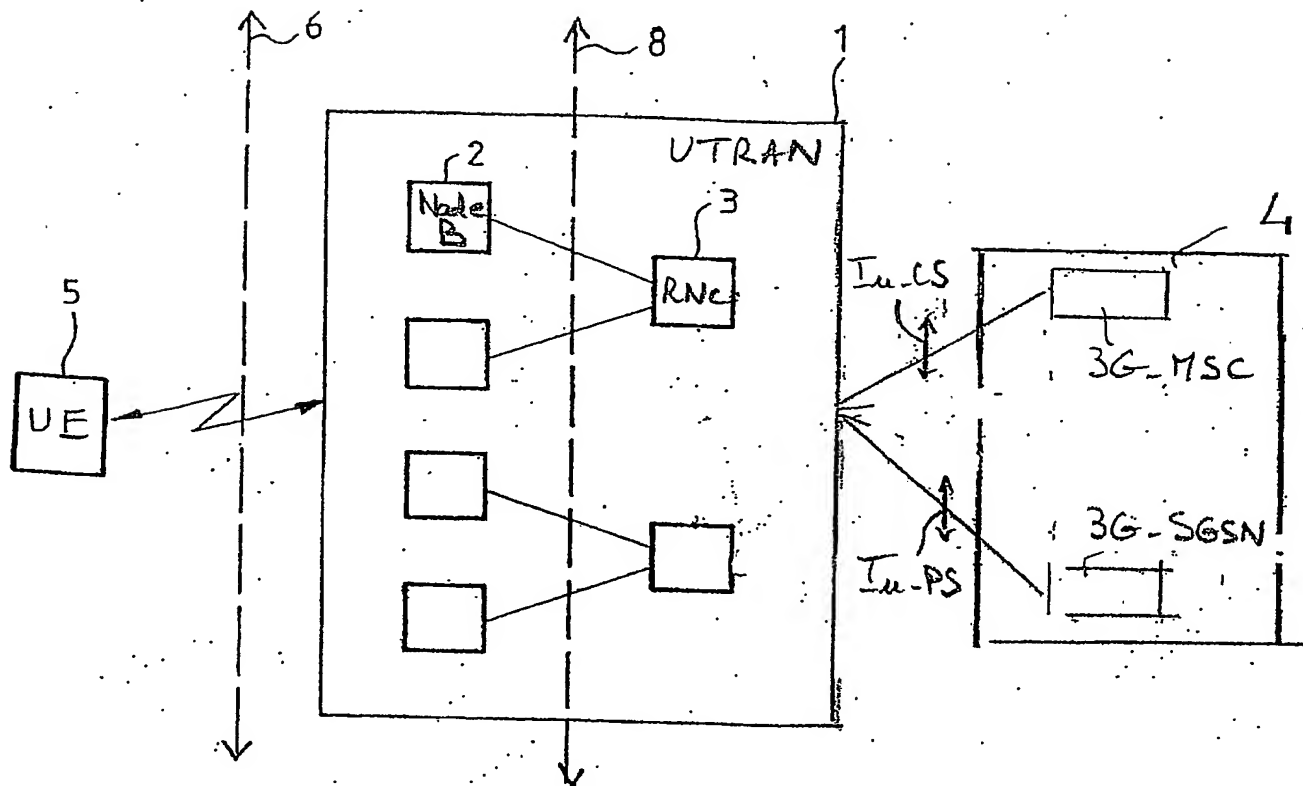 6
8
1
UTRAN
2
Node
B
3
RNC
4
Iu-CS
3G-MSC
5
UE
3G-SGSN
Iu-PS